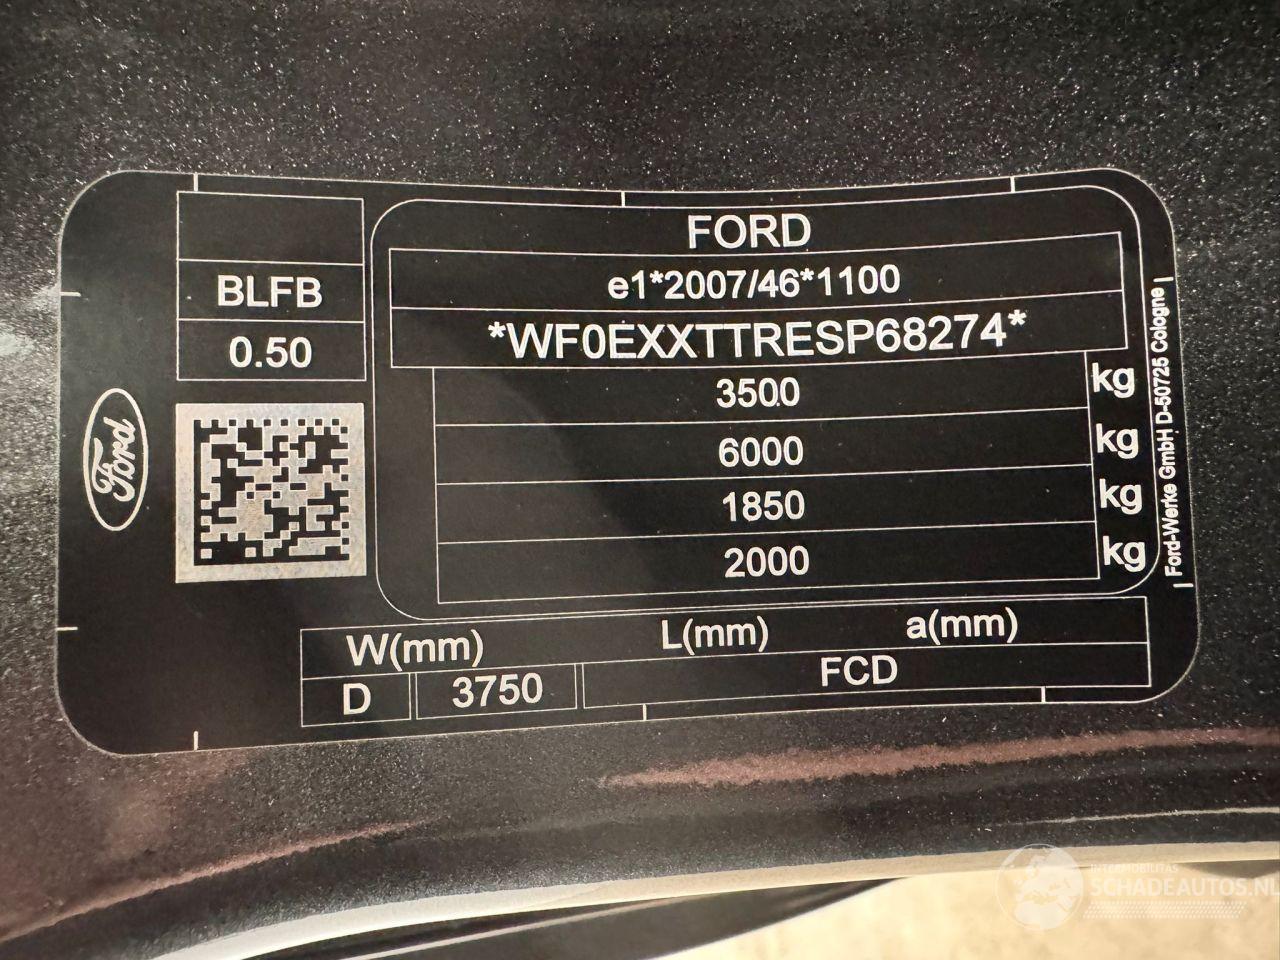 Ford
BLFB
0.50
FORD
e1*2007/46*1100
*WF0EXXTTRESP68274*
3500 kg
6000 kg
1850 kg
2000 kg
Ford-Werke GmbH D-50725 Cologne
W(mm) L(mm) a(mm)
D 3750 FCD
INTERMOBILITAS
SCHADEAUTOS.NL